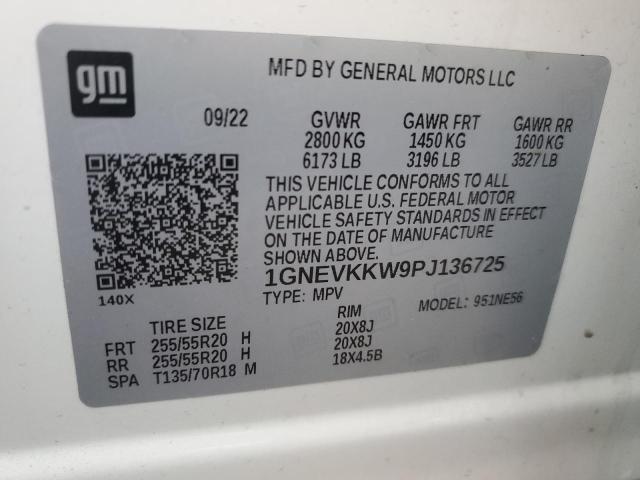 gm
MFD BY GENERAL MOTORS LLC
09/22 GVWR GAWR FRT GAWR RR
2800 KG 1450 KG 1600 KG
6173 LB 3196 LB 3527 LB
THIS VEHICLE CONFORMS TO ALL
APPLICABLE U.S. FEDERAL MOTOR
VEHICLE SAFETY STANDARDS IN EFFECT
ON THE DATE OF MANUFACTURE
SHOWN ABOVE.
1GNEVKKW9PJ136725
140X
TYPE: MPV MODEL: 951NE56
TIRE SIZE RIM
FRT 255/55R20 H 20X8J
RR 255/55R20 H 20X8J
SPA T135/70R18 M 18X4.5B